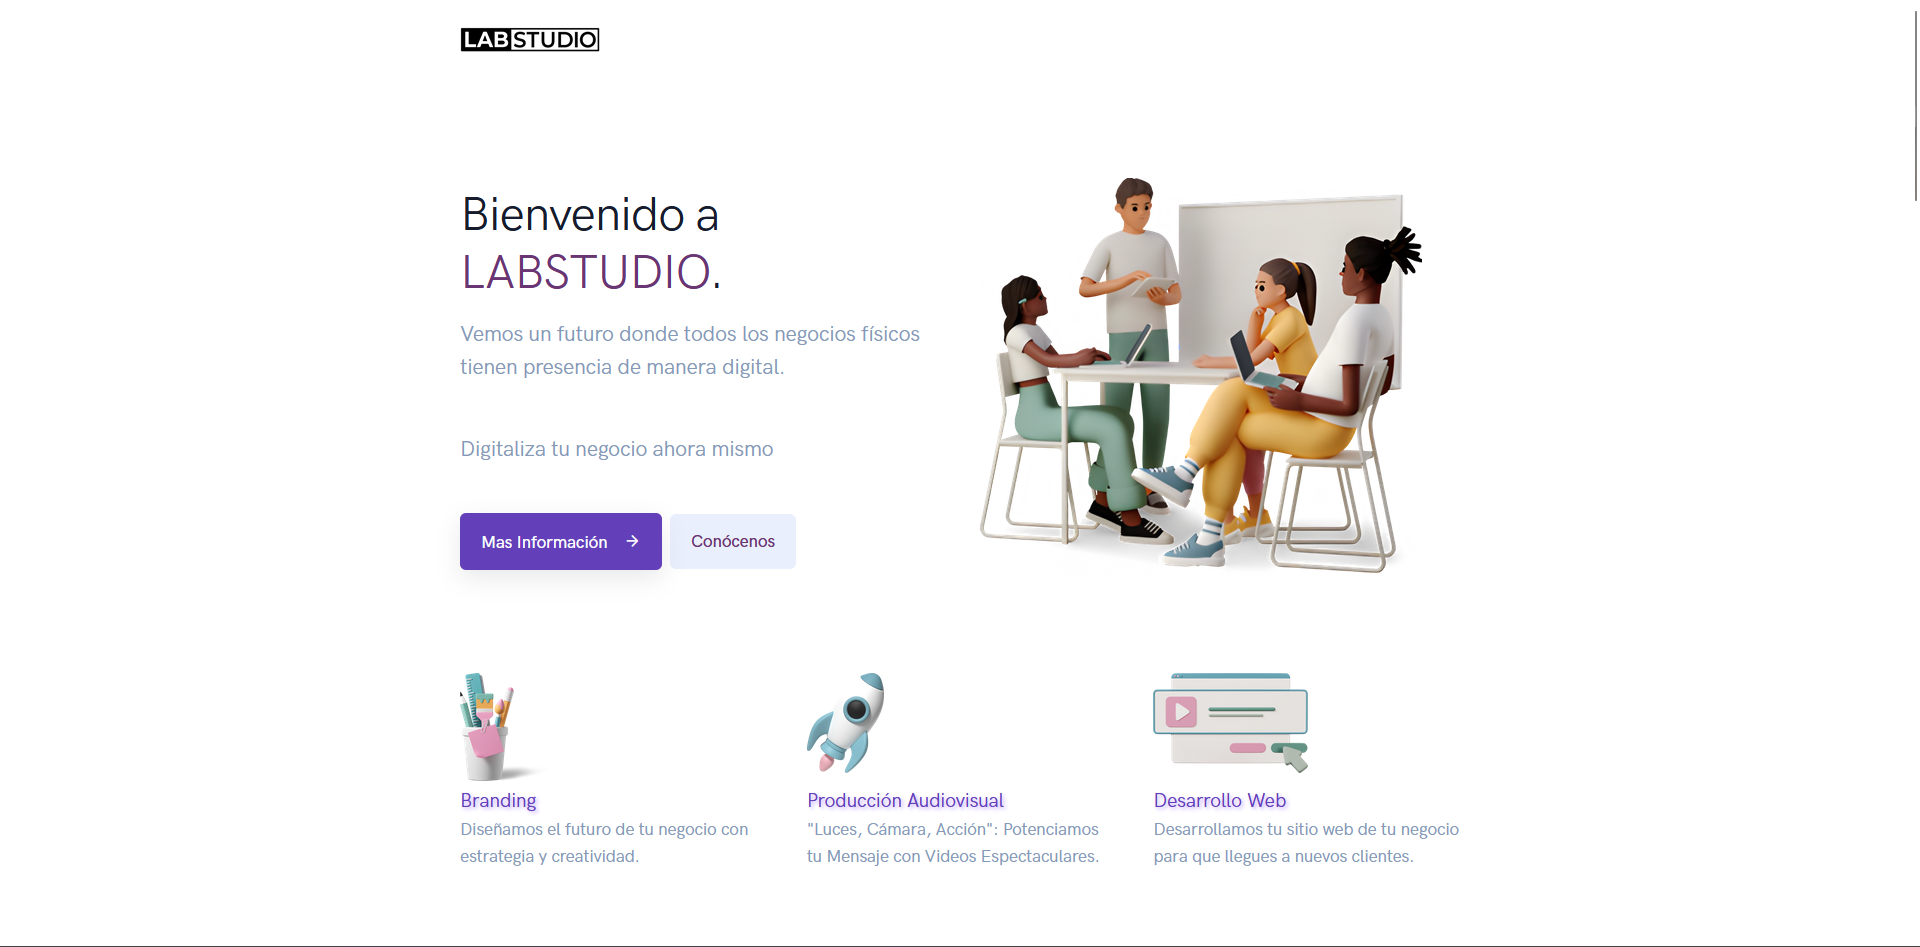 LABSTUDIO
Bienvenido a
LABSTUDIO.
Vemos un futuro donde todos los negocios físicos
tienen presencia de manera digital.
Digitaliza tu negocio ahora mismo
Mas Información →
Conócenos
Branding
Diseñamos el futuro de tu negocio con
estrategia y creatividad.
Producción Audiovisual
"Luces, Cámara, Acción": Potenciamos
tu Mensaje con Videos Espectaculares.
Desarrollo Web
Desarrollamos tu sitio web de tu negocio
para que llegues a nuevos clientes.